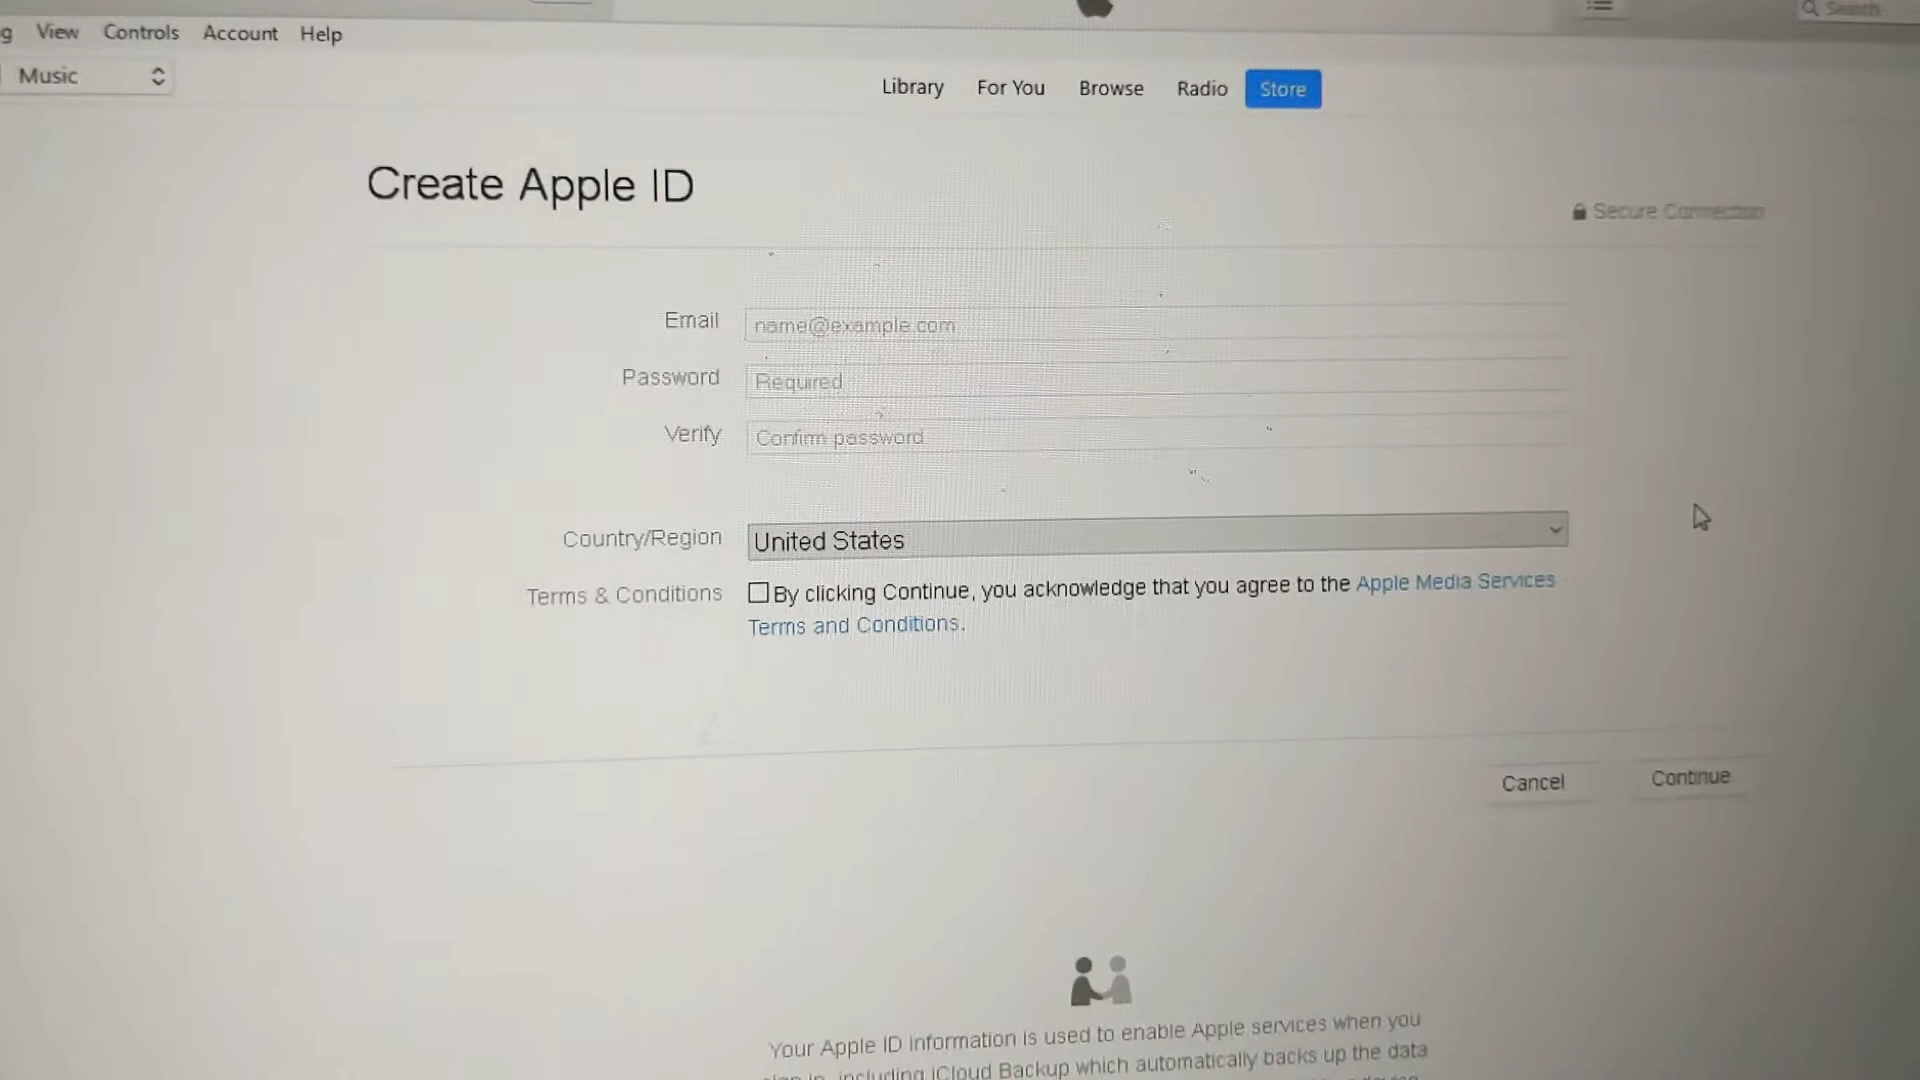 View Controls Account Help
Search
Music
Library For You Browse Radio Store
Create Apple ID
Secure Connection
Email name@example.com
Password Required
Verify Confirm password
Country/Region United States
Terms & Conditions By clicking Continue, you acknowledge that you agree to the Apple Media Services
Terms and Conditions.
Cancel Continue
Your Apple ID information is used to enable Apple services when you
including iCloud Backup which automatically backs up the data